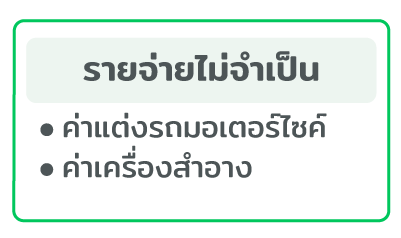 รายจ่ายไม่จำเป็น
• ค่าแต่งรถมอเตอร์ไซค์
• ค่าเครื่องสำอาง